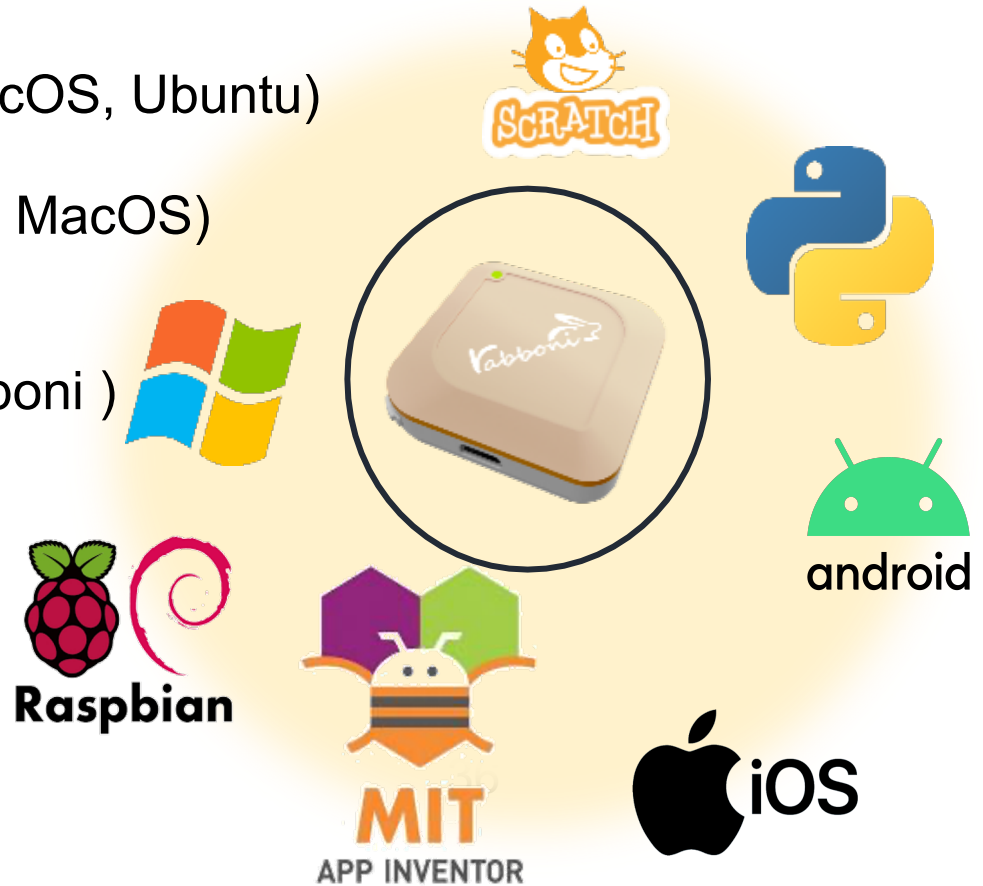 cOS, Ubuntu)
SCRATCH
MacOS)
rabboni
boni )
android
Raspbian
iOS
MIT
APP INVENTOR